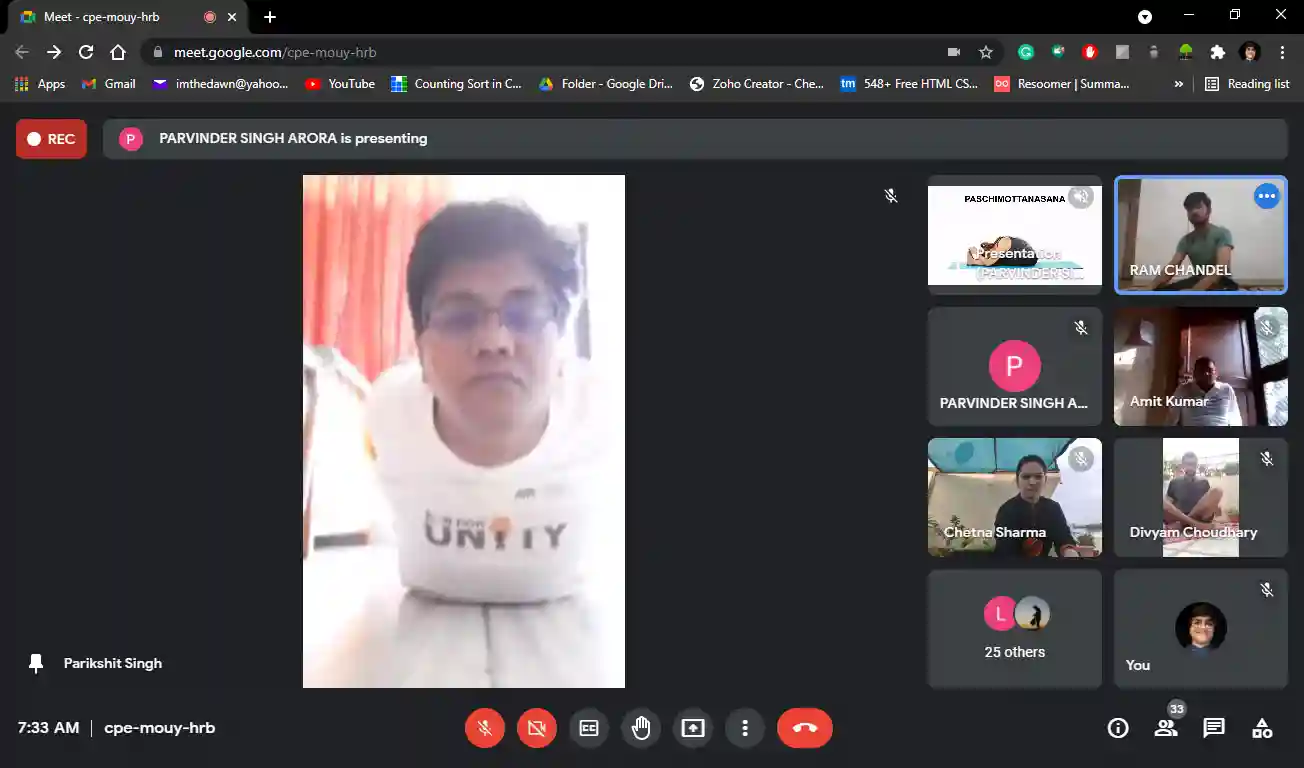 Meet - cpe-mouy-hrb
meet.google.com/cpe-mouy-hrb
Apps
Gmail
imthedawn@yahoo...
YouTube
Counting Sort in C...
Folder - Google Dri...
Zoho Creator - Che...
tm
548+ Free HTML CS...
Resoomer | Summa...
»
Reading list
REC
P
PARVINDER SINGH ARORA is presenting
PASCHIMOTTANASANA
Presentation
(PARVINDER SI...
RAM CHANDEL
P
PARVINDER SINGH A...
Amit Kumar
UNITY
Chetna Sharma
Divyam Choudhary
L
25 others
You
Parikshit Singh
7:33 AM | cpe-mouy-hrb
CC
33